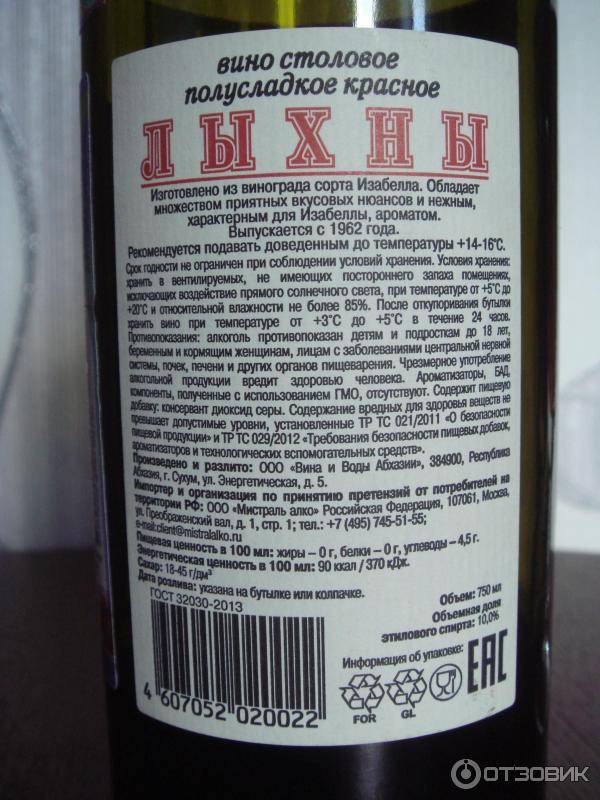 вино столовое
полусладкое красное
ЛЫХНЫ
Изготовлено из винограда сорта Изабелла. Обладает
множеством приятных вкусовых нюансов и нежным,
характерным для Изабеллы, ароматом.
Выпускается с 1962 года.
Рекомендуется подавать доведенным до температуры +14-16°С.
Срок годности не ограничен при соблюдении условий хранения. Условия хранения:
хранить в вентилируемых, не имеющих постороннего запаха помещениях,
исключающих воздействие прямого солнечного света, при температуре от +5°С до
+20°С и относительной влажности не более 85%. После откупоривания бутылки
хранить вино при температуре от +3°С до +5°С в течение 24 часов.
Противопоказания: алкоголь противопоказан детям и подросткам до 18 лет,
беременным и кормящим женщинам, лицам с заболеваниями центральной нервной
системы, почек, печени и других органов пищеварения. Чрезмерное употребление
алкогольной продукции вредит здоровью человека. Ароматизаторы, БАД,
компоненты, полученные с использованием ГМО, отсутствуют. Содержит пищевую
добавку: консервант диоксид серы. Содержание вредных для здоровья веществ не
превышает допустимые уровни, установленные ТР ТС 021/2011 «О безопасности
пищевой продукции» и ТР ТС 029/2012 «Требования безопасности пищевых добавок,
ароматизаторов и технологических вспомогательных средств».
Произведено и разлито: ООО «Вина и Воды Абхазии», 384900, Республика
Абхазия, г. Сухум, ул. Энергетическая, д. 5.
Импортер и организация по принятию претензий от потребителей на
территории РФ: ООО «Мистраль алко» Российская Федерация, 107061, Москва,
ул. Преображенский вал, д. 1, стр. 1; тел.: +7 (495) 745-51-55;
e-mail:client@mistralalko.ru
Пищевая ценность в 100 мл: жиры – 0 г, белки – 0 г, углеводы – 4,5 г.
Энергетическая ценность в 100 мл: 90 ккал / 370 кДж.
Сахар: 18-45 г/дм³
Дата розлива: указана на бутылке или колпачке.
ГОСТ 32030-2013
Объем: 750 мл
Объемная доля
этилового спирта: 10,0%
Информация об упаковке:
EAC
FOR
GL
4 607052 020022
ОТЗОВИК